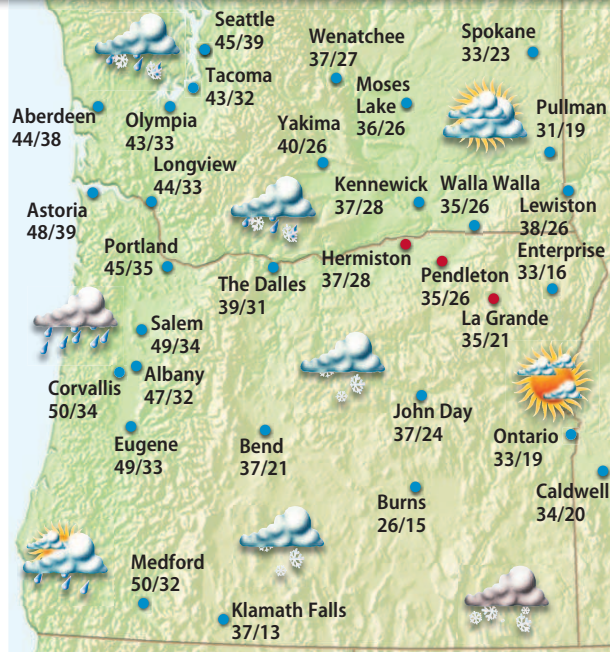 Seattle
45/39
Wenatchee
37/27
Spokane
33/23
Tacoma
43/32
Moses
Lake
36/26
Aberdeen
44/38
Olympia
43/33
Yakima
40/26
Pullman
31/19
Longview
44/33
Kennewick
37/28
Walla Walla
35/26
Lewiston
38/26
Astoria
48/39
Portland
45/35
The Dalles
39/31
Hermiston
37/28
Pendleton
35/26
Enterprise
33/16
La Grande
35/21
Salem
49/34
Albany
47/32
Corvallis
50/34
John Day
37/24
Eugene
49/33
Bend
37/21
Ontario
33/19
Burns
26/15
Caldwell
34/20
Medford
50/32
Klamath Falls
37/13